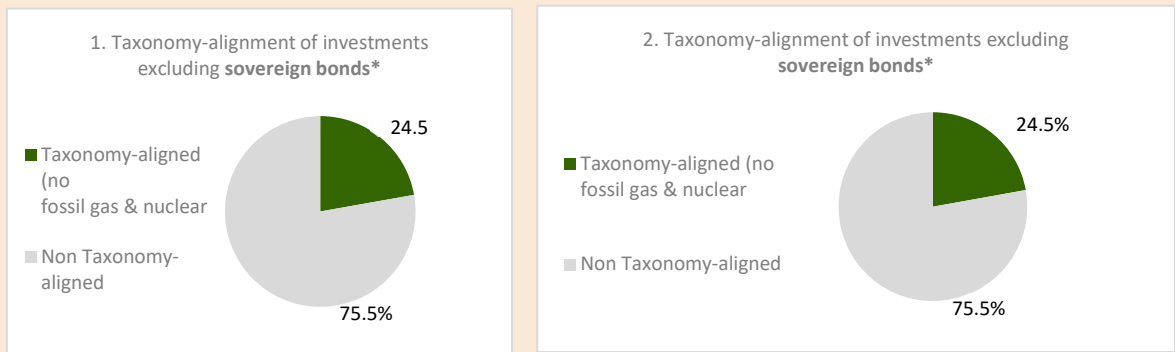 1. Taxonomy-alignment of investments
excluding sovereign bonds*
24.5
Taxonomy-aligned
(no
fossil gas & nuclear
Non Taxonomy-
aligned
75.5%
2. Taxonomy-alignment of investments excluding
sovereign bonds*
24.5%
Taxonomy-aligned (no
fossil gas & nuclear
Non Taxonomy-aligned
75.5%